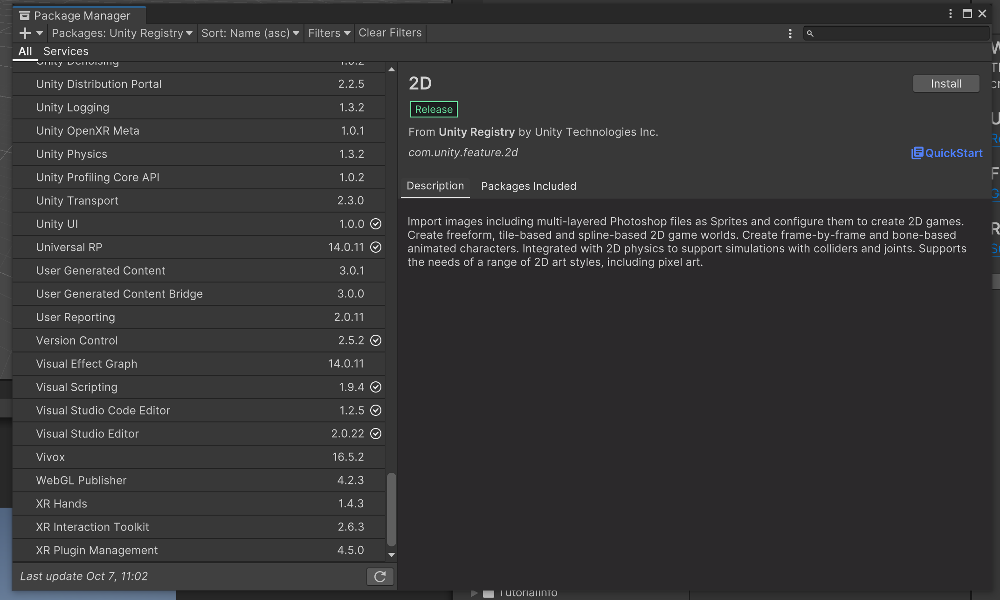 Package Manager
Packages: Unity Registry
Sort: Name (asc)
Filters
Clear Filters
All
Services
Unity Denoising 1.0.2
Unity Distribution Portal 2.2.5
Unity Logging 1.3.2
Unity OpenXR Meta 1.0.1
Unity Physics 1.3.2
Unity Profiling Core API 1.0.2
Unity Transport 2.3.0
Unity UI 1.0.0
Universal RP 14.0.11
User Generated Content 3.0.1
User Generated Content Bridge 3.0.0
User Reporting 2.0.11
Version Control 2.5.2
Visual Effect Graph 14.0.11
Visual Scripting 1.9.4
Visual Studio Code Editor 1.2.5
Visual Studio Editor 2.0.22
Vivox 16.5.2
WebGL Publisher 4.2.3
XR Hands 1.4.3
XR Interaction Toolkit 2.6.3
XR Plugin Management 4.5.0
Last update Oct 7, 11:02
2D
Install
Release
From Unity Registry by Unity Technologies Inc.
com.unity.feature.2d
QuickStart
Description
Packages Included
Import images including multi-layered Photoshop files as Sprites and configure them to create 2D games.
Create freeform, tile-based and spline-based 2D game worlds. Create frame-by-frame and bone-based
animated characters. Integrated with 2D physics to support simulations with colliders and joints. Supports
the needs of a range of 2D art styles, including pixel art.
TutorialInfo